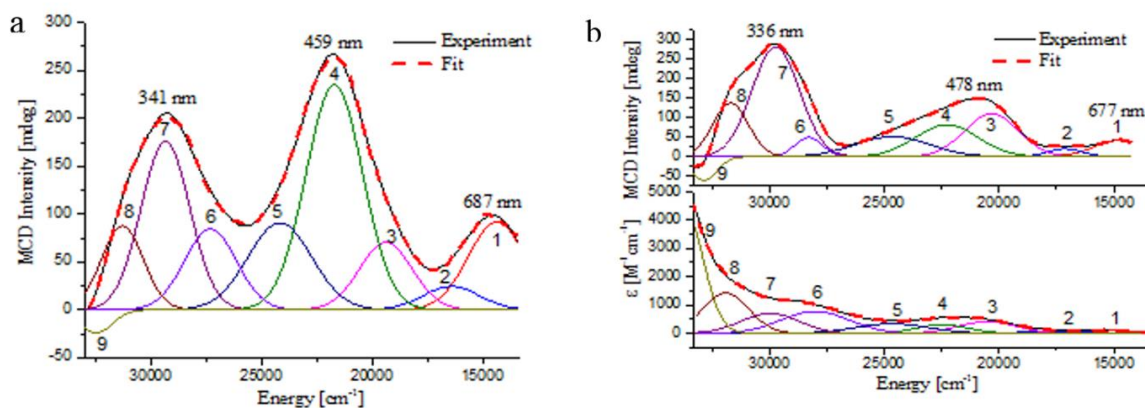 a
300
250
200
150
100
50
0
-50
MCD Intensity [mdeg]
341 nm
459 nm
687 nm
Experiment
Fit
9
8
7
6
5
4
3
2
1
30000 25000 20000 15000
Energy [cm⁻¹]
b
300
250
200
150
100
50
0
-50
MCD Intensity [mdeg]
336 nm
478 nm
677 nm
Experiment
Fit
9
8
7
6
5
4
3
2
1
5000
4000
3000
2000
1000
0
ε [M⁻¹cm⁻¹]
9
8
7
6
5
4
3
2
1
30000 25000 20000 15000
Energy [cm⁻¹]